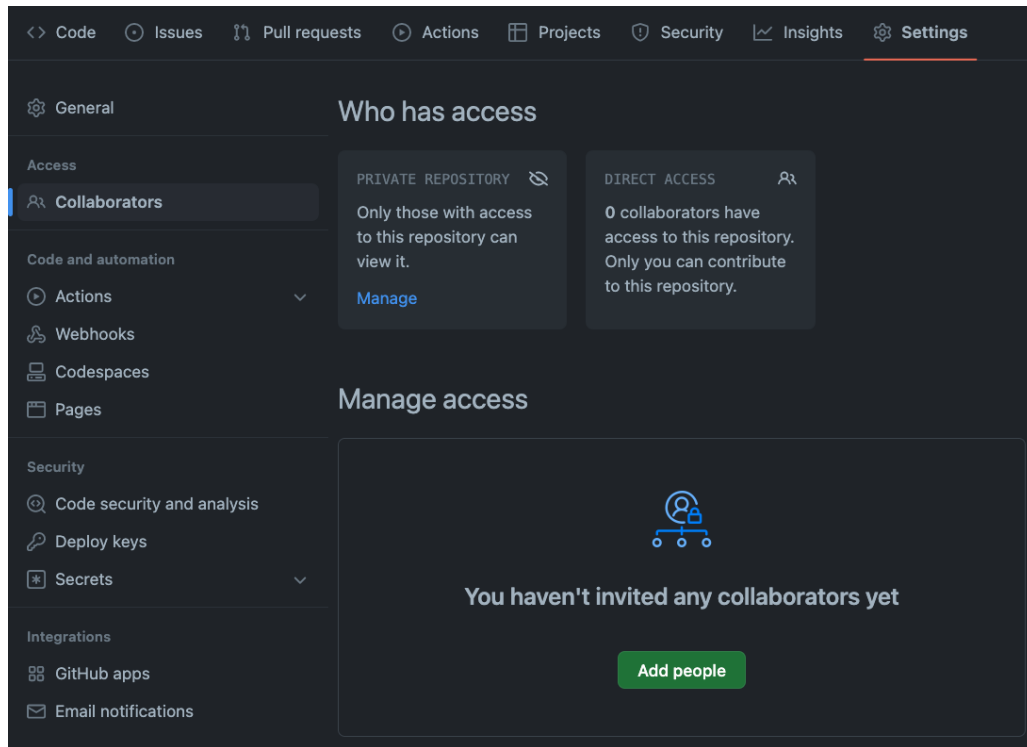 Code Issues Pull requests Actions Projects Security Insights Settings
General
Access
Collaborators
Code and automation
Actions
Webhooks
Codespaces
Pages
Security
Code security and analysis
Deploy keys
Secrets
Integrations
GitHub apps
Email notifications
Who has access
PRIVATE REPOSITORY
Only those with access
to this repository can
view it.
Manage
DIRECT ACCESS
0 collaborators have
access to this repository.
Only you can contribute
to this repository.
Manage access
You haven't invited any collaborators yet
Add people